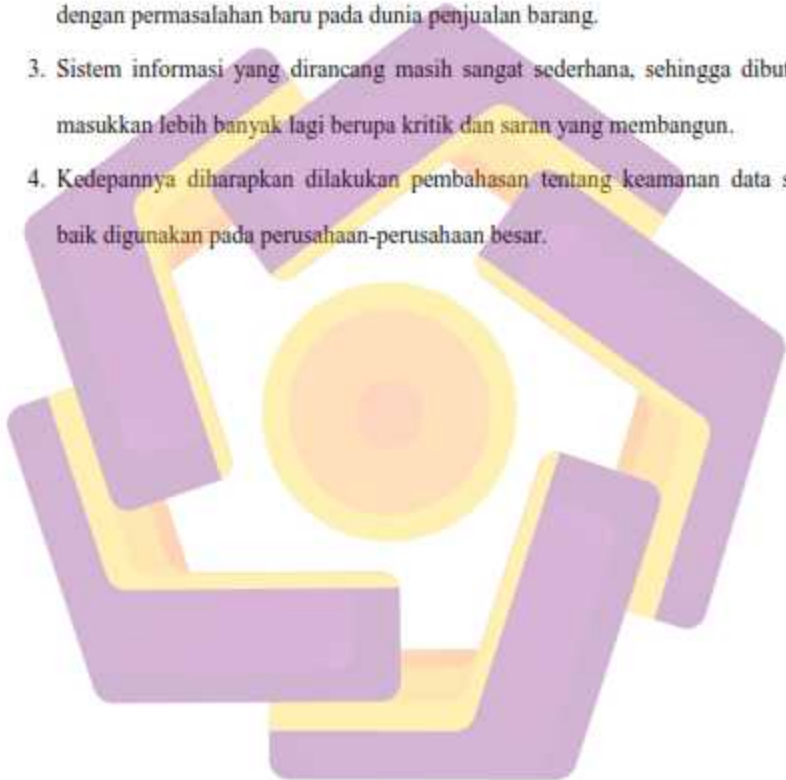 dengan permasalahan baru pada dunia penjualan barang.
3. Sistem informasi yang dirancang masih sangat sederhana, sehingga
masukkan lebih banyak lagi berupa kritik dan saran yang membangun.
4. Kedepannya diharapkan dilakukan pembahasan tentang keamanan data
baik digunakan pada perusahaan-perusahaan besar.